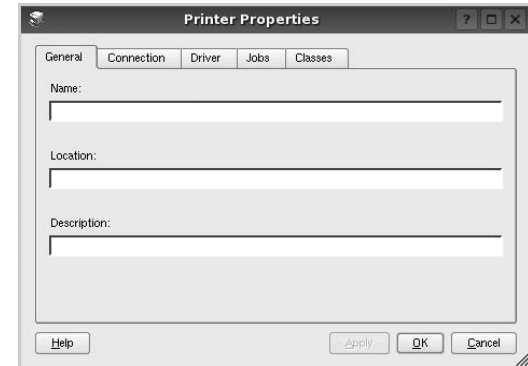 Printer Properties
General Connection Driver Jobs Classes
Name:
Location:
Description:
Help Apply OK Cancel